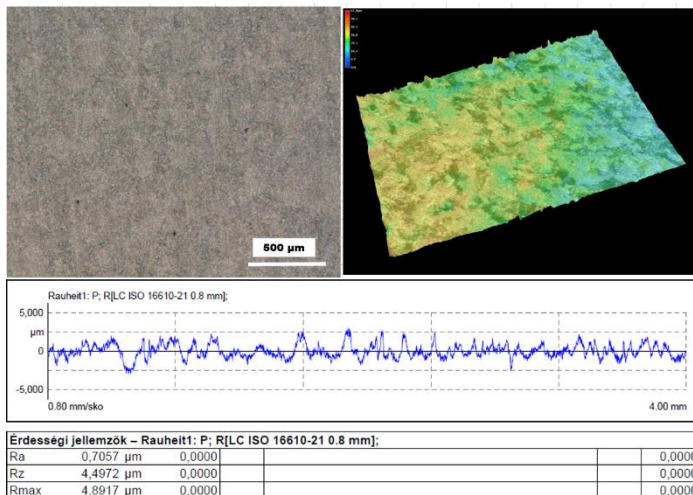 500 µm
Rauheit1: P; R[LC ISO 16610-21 0.8 mm];
5,000
µm
0
-5,000
0.80 mm/sko
4.00 mm
Érdességi jellemzők – Rauheit1: P; R[LC ISO 16610-21 0.8 mm];
Ra 0,7057 µm 0,0000 0,0000
Rz 4,4972 µm 0,0000 0,0000
Rmax 4,8917 µm 0,0000 0,0000